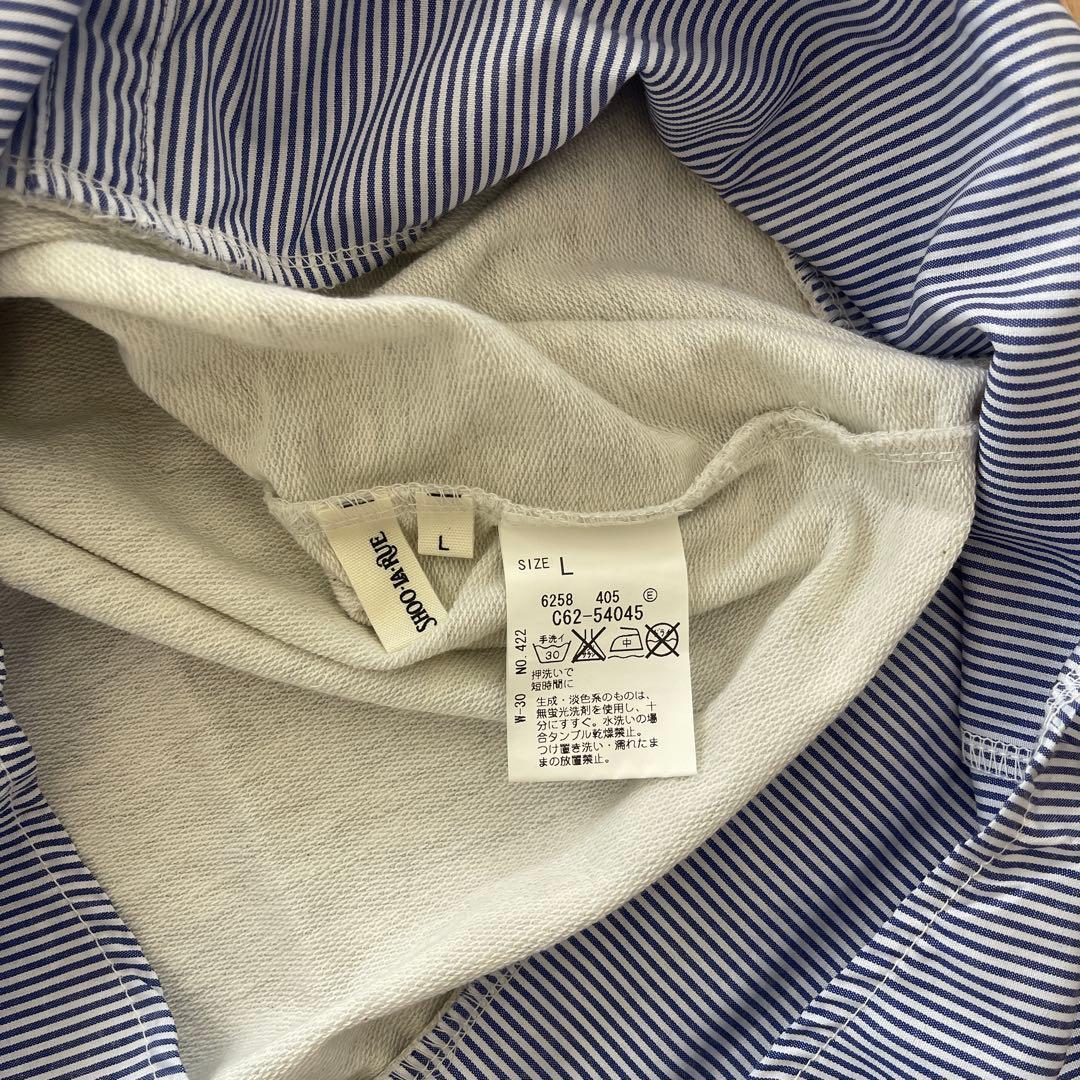 SHOO·LA·RUE
L
SIZE L
6258 405 Ⓔ
C62-54045
手洗イ
30
中
押洗いで
短時間に
生成・淡色系のものは、
無蛍光洗剤を使用し、十
分にすすぐ。水洗いの場
合タンブル乾燥禁止。
つけ置き洗い・濡れたま
まの放置禁止。
W-30 NO.422